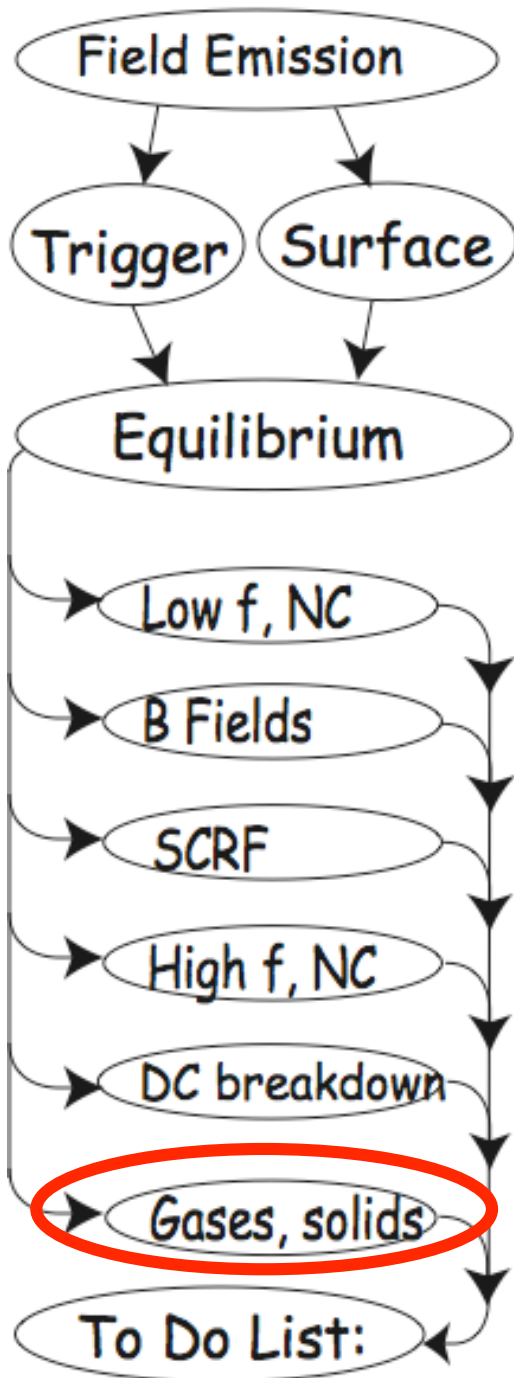 Field Emission
Trigger
Surface
Equilibrium
Low f, NC
B Fields
SCRF
High f, NC
DC breakdown
Gases, solids
To Do List: